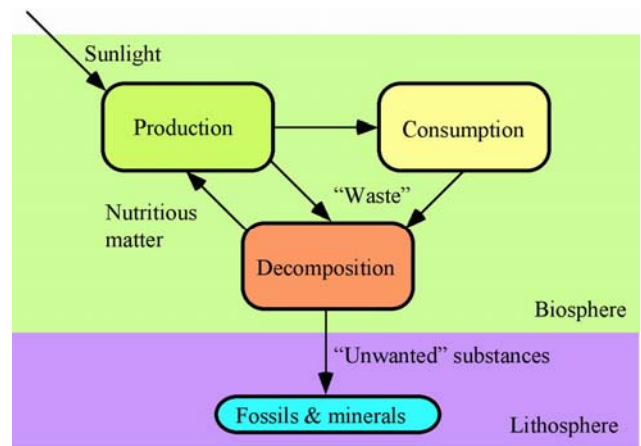 Sunlight
Production
Consumption
“Waste”
Nutritious
matter
Decomposition
Biosphere
“Unwanted” substances
Fossils & minerals
Lithosphere